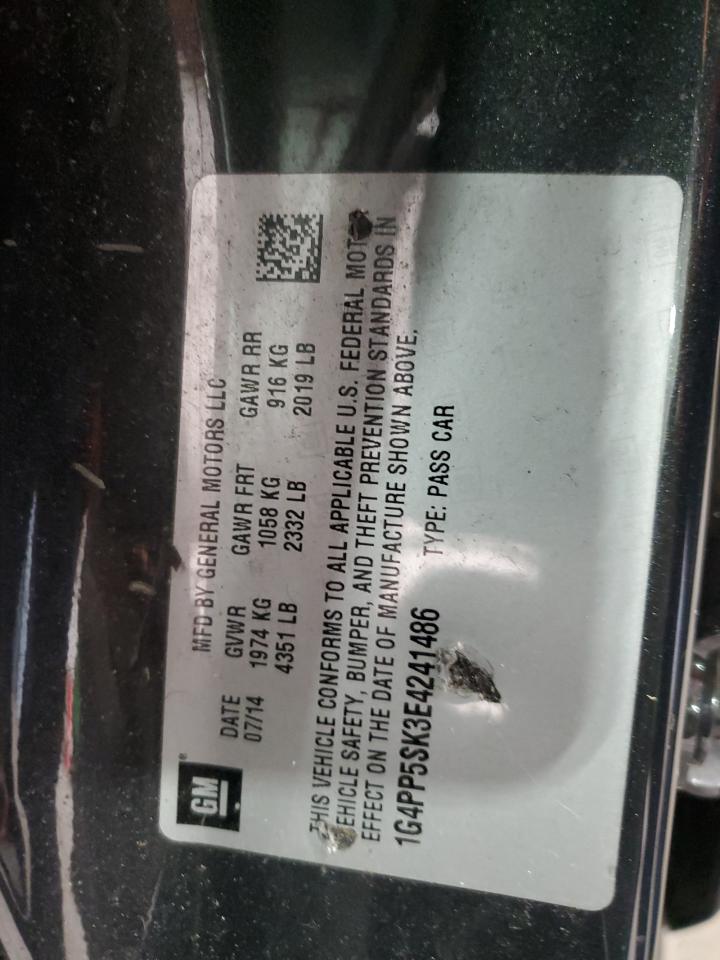 GM
MFD BY GENERAL MOTORS LLC
DATE GVWR GAWR FRT GAWR RR
07/14 1974 KG 1058 KG 916 KG
4351 LB 2332 LB 2019 LB
THIS VEHICLE CONFORMS TO ALL APPLICABLE U.S. FEDERAL MOTOR
VEHICLE SAFETY, BUMPER, AND THEFT PREVENTION STANDARDS IN
EFFECT ON THE DATE OF MANUFACTURE SHOWN ABOVE.
1G4PP5SK3E4241486 TYPE: PASS CAR